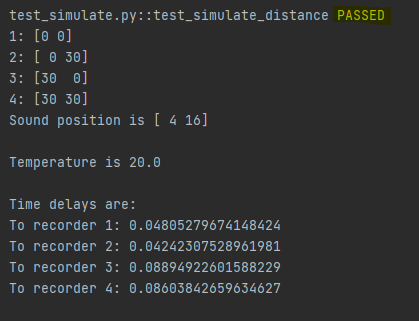 test_simulate.py::test_simulate_distance PASSED
1: [0 0]
2: [ 0 30]
3: [30  0]
4: [30 30]
Sound position is [ 4 16]
Temperature is 20.0
Time delays are:
To recorder 1: 0.04805279674148424
To recorder 2: 0.04242307528961981
To recorder 3: 0.08894922601588229
To recorder 4: 0.08603842659634627